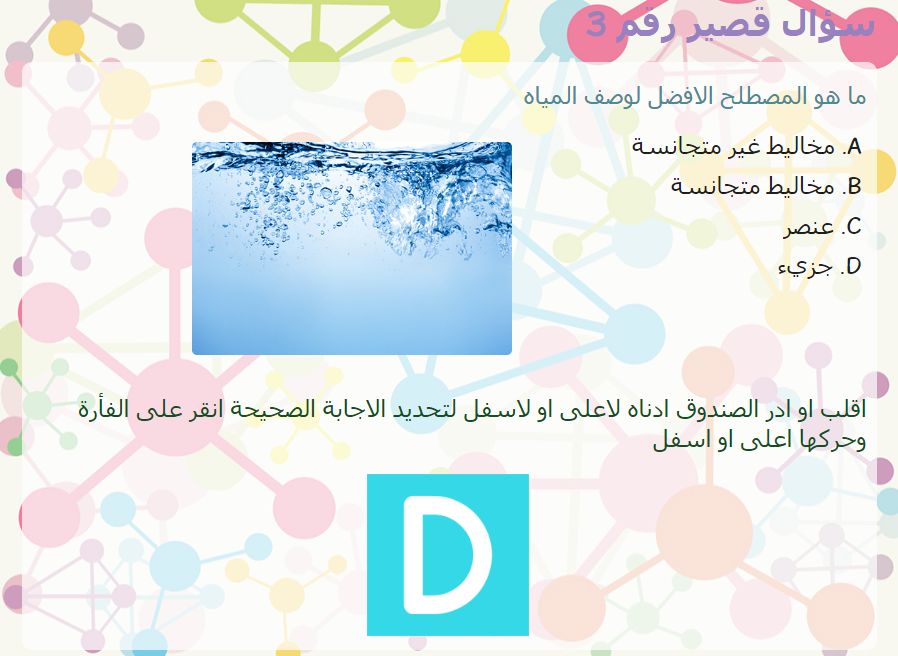 سؤال قصير رقم 3
ما هو المصطلح الافضل لوصف المياه
A. مخاليط غير متجانسة
B. مخاليط متجانسة
C. عنصر
D. جزيء
اقلب او ادر الصندوق ادناه لاعلى او لاسفل لتحديد الاجابة الصحيحة انقر على الفأرة
وحركها اعلى او اسفل
D